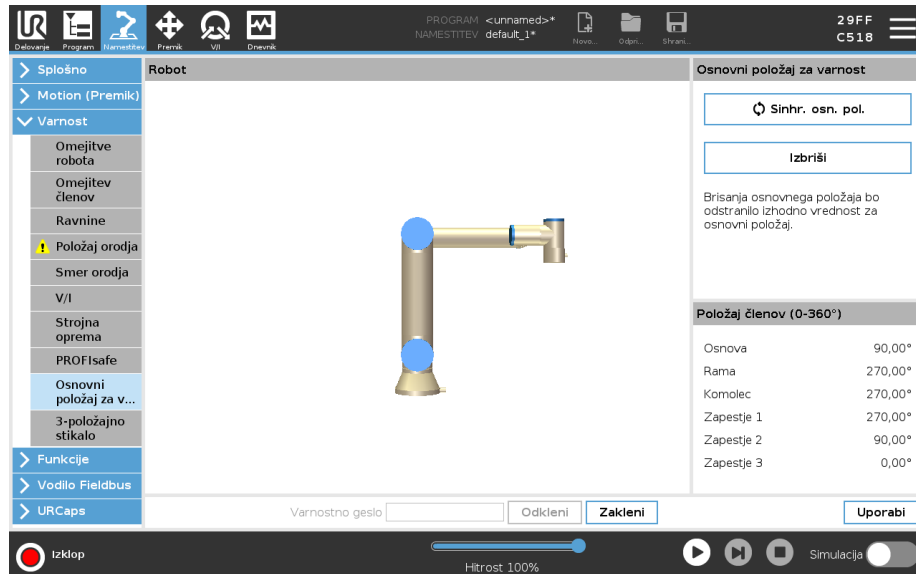 PROGRAM <unnamed>*
NAMESTITEV default_1*
29FF
C518
Delovanje Program Namestitev Premik V/I Dnevnik
Novo... Odpri... Shrani...
Splošno
Motion (Premik)
Varnost
Omejitve
robota
Omejitev
členov
Ravnine
Položaj orodja
Smer orodja
V/I
Strojna
oprema
PROFIsafe
Osnovni
položaj za v...
3-položajno
stikalo
Funkcije
Vodilo Fieldbus
URCaps
Robot
Osnovni položaj za varnost
Sinhr. osn. pol.
Izbriši
Brisanja osnovnega položaja bo
odstranilo izhodno vrednost za
osnovni položaj.
Položaj členov (0-360°)
Osnova 90,00°
Rama 270,00°
Komolec 270,00°
Zapestje 1 270,00°
Zapestje 2 90,00°
Zapestje 3 0,00°
Varnostno geslo Odkleni Zakleni Uporabi
Izklop
Hitrost 100%
Simulacija